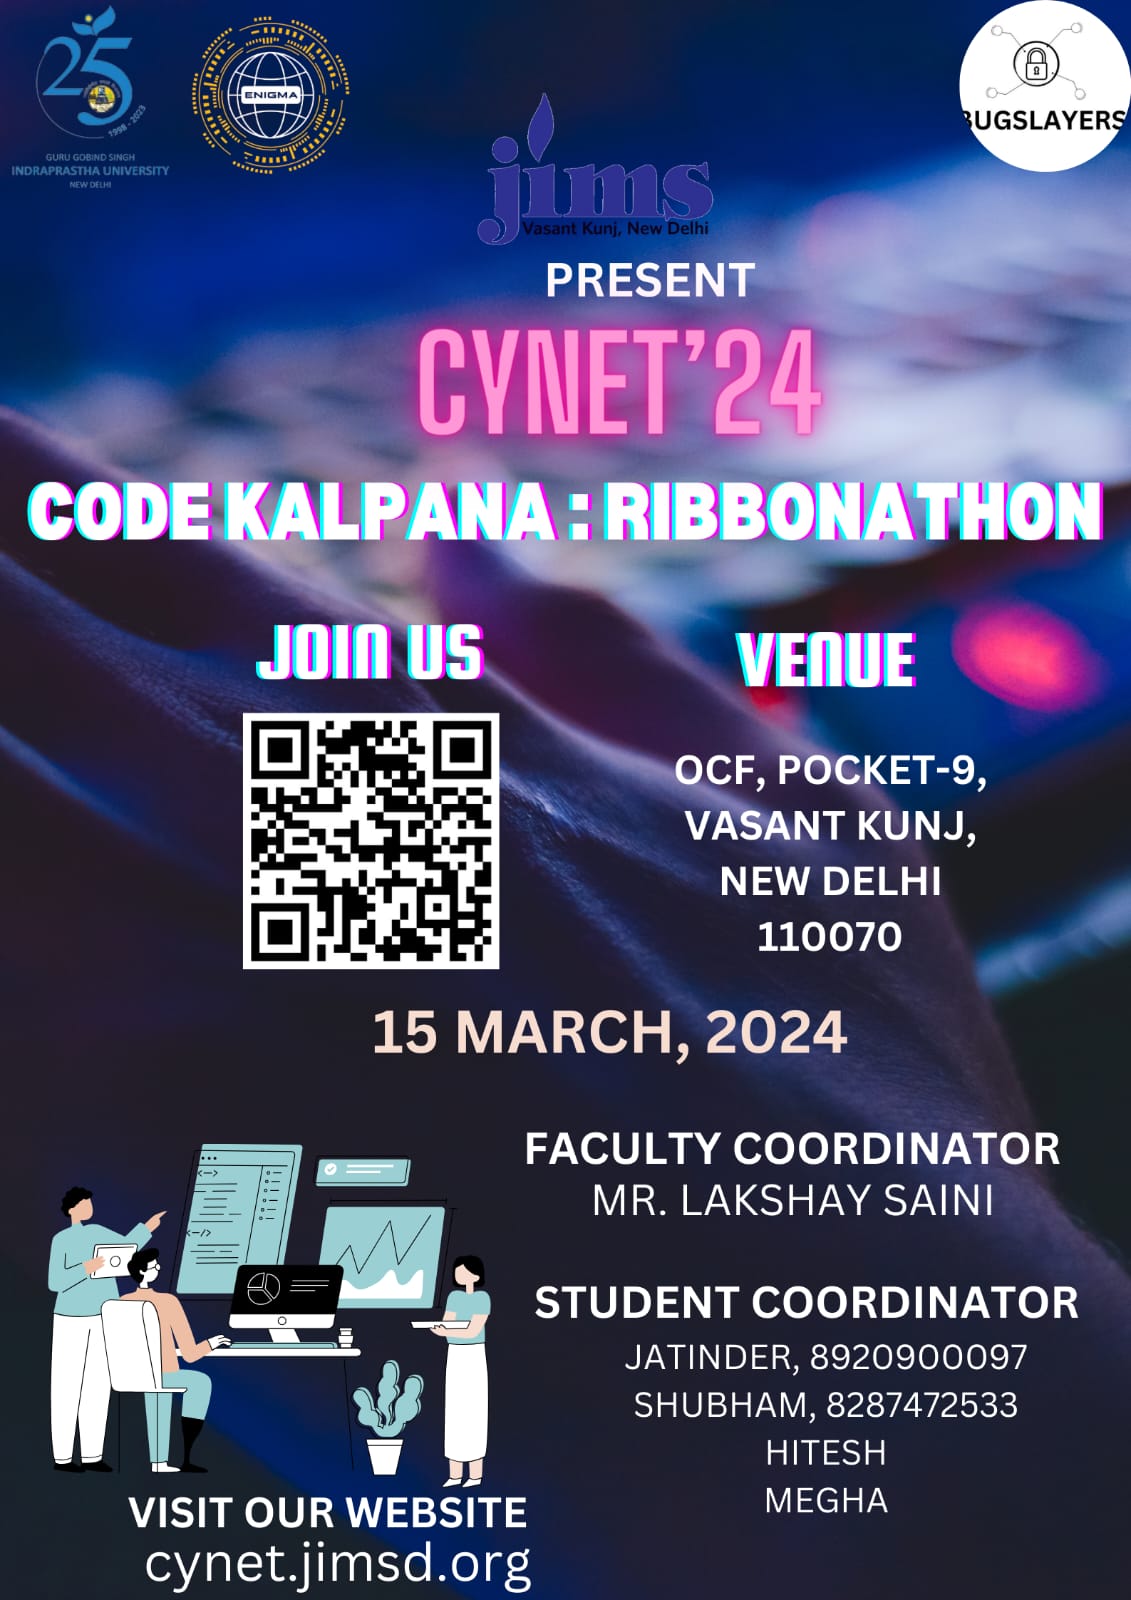 25
1998 - 2023
GURU GOBIND SINGH
INDRAPRASTHA UNIVERSITY
NEW DELHI
ENIGMA
BUGSLAYERS
jims
Vasant Kunj, New Delhi
PRESENT
CYNET'24
CODE KALPANA : RIBBONATHON
JOIN US
VENUE
OCF, POCKET-9,
VASANT KUNJ,
NEW DELHI
110070
15 MARCH, 2024
FACULTY COORDINATOR
MR. LAKSHAY SAINI
STUDENT COORDINATOR
JATINDER, 8920900097
SHUBHAM, 8287472533
HITESH
MEGHA
VISIT OUR WEBSITE
cynet.jimsd.org